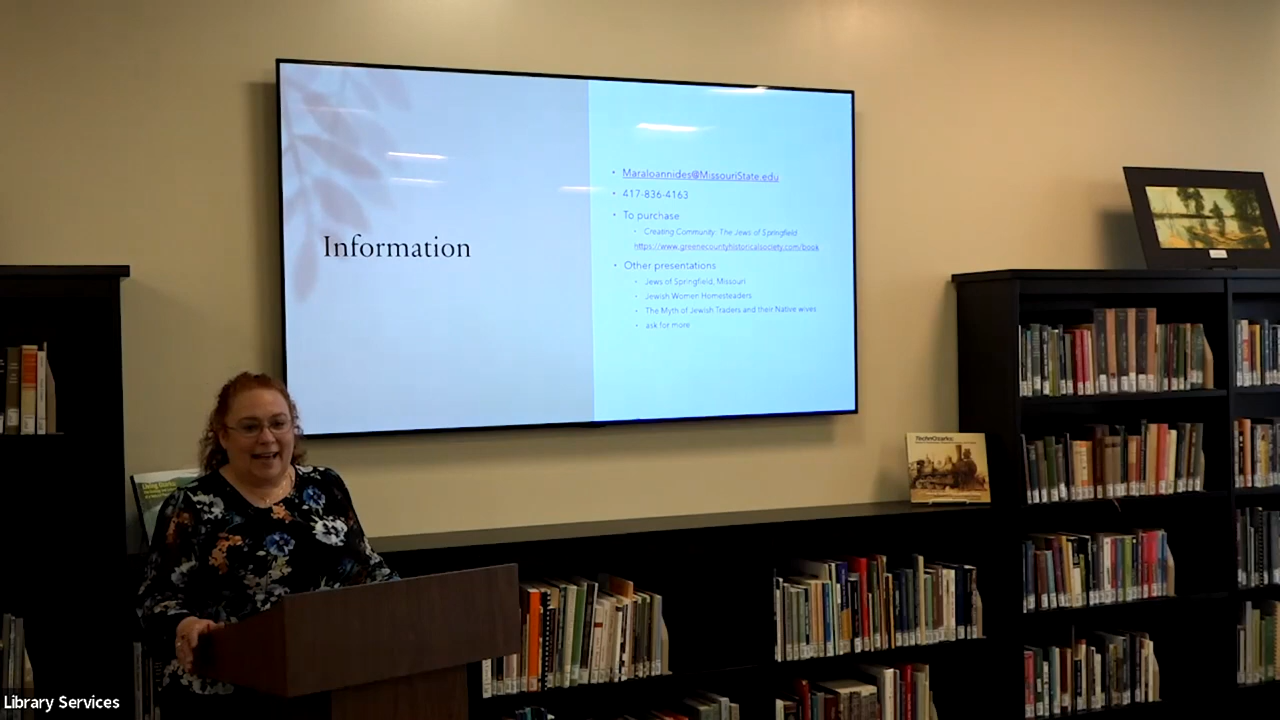 Information
MaraIoannides@MissouriState.edu
417-836-4163
To purchase
Creating Community: The Jews of Springfield
https://www.greenecountyhistoricalsociety.com/book
Other presentations
Jews of Springfield, Missouri
Jewish Women Homesteaders
The Myth of Jewish Traders and their Native wives
ask for more
Library Services